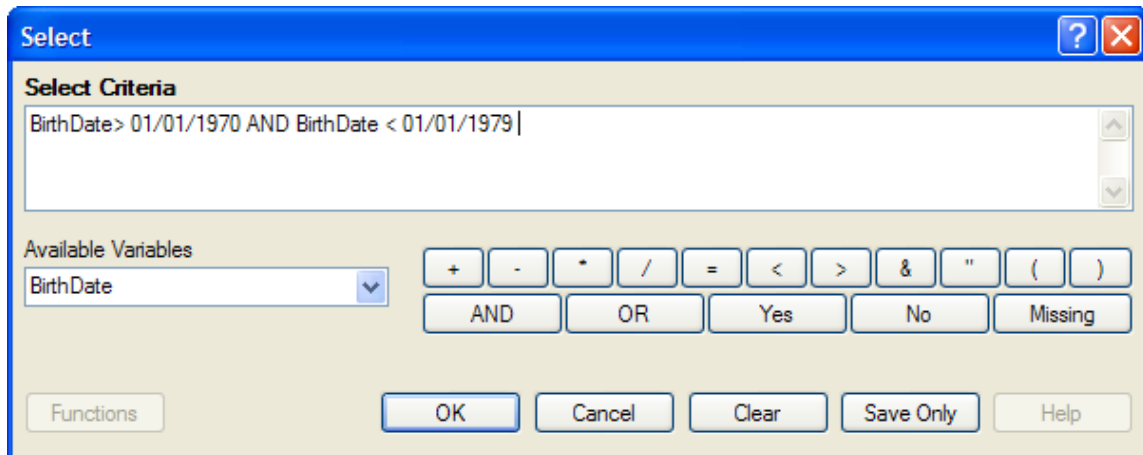 Select
?
Select Criteria
BirthDate> 01/01/1970 AND BirthDate < 01/01/1979
Available Variables
BirthDate
+ - * / = < > & " ( )
AND OR Yes No Missing
Functions OK Cancel Clear Save Only Help